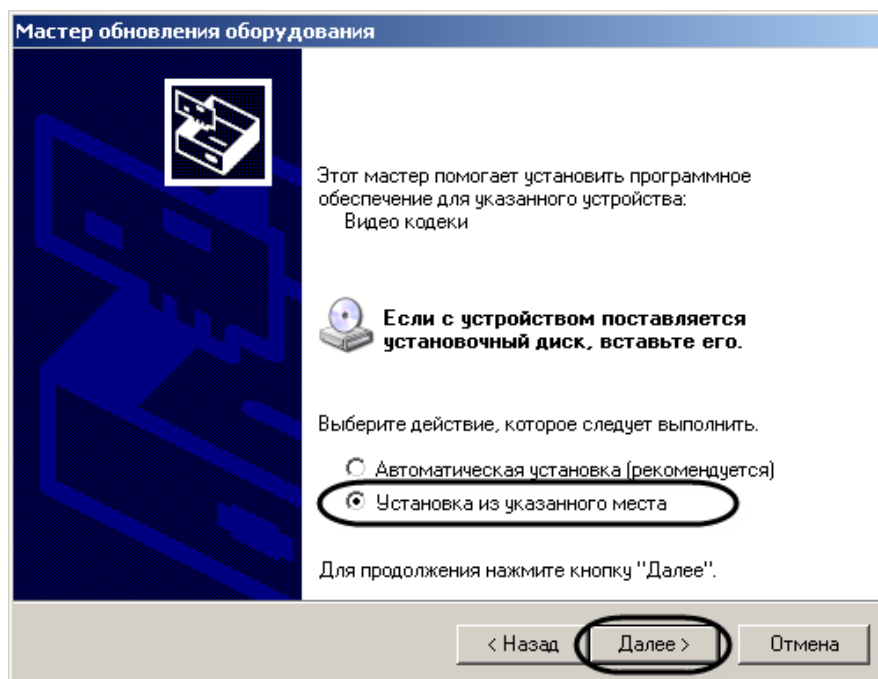 Мастер обновления оборудования
Этот мастер помогает установить программное
обеспечение для указанного устройства:
Видео кодеки
Если с устройством поставляется
установочный диск, вставьте его.
Выберите действие, которое следует выполнить.
Автоматическая установка (рекомендуется)
Установка из указанного места
Для продолжения нажмите кнопку "Далее".
< Назад Далее > Отмена